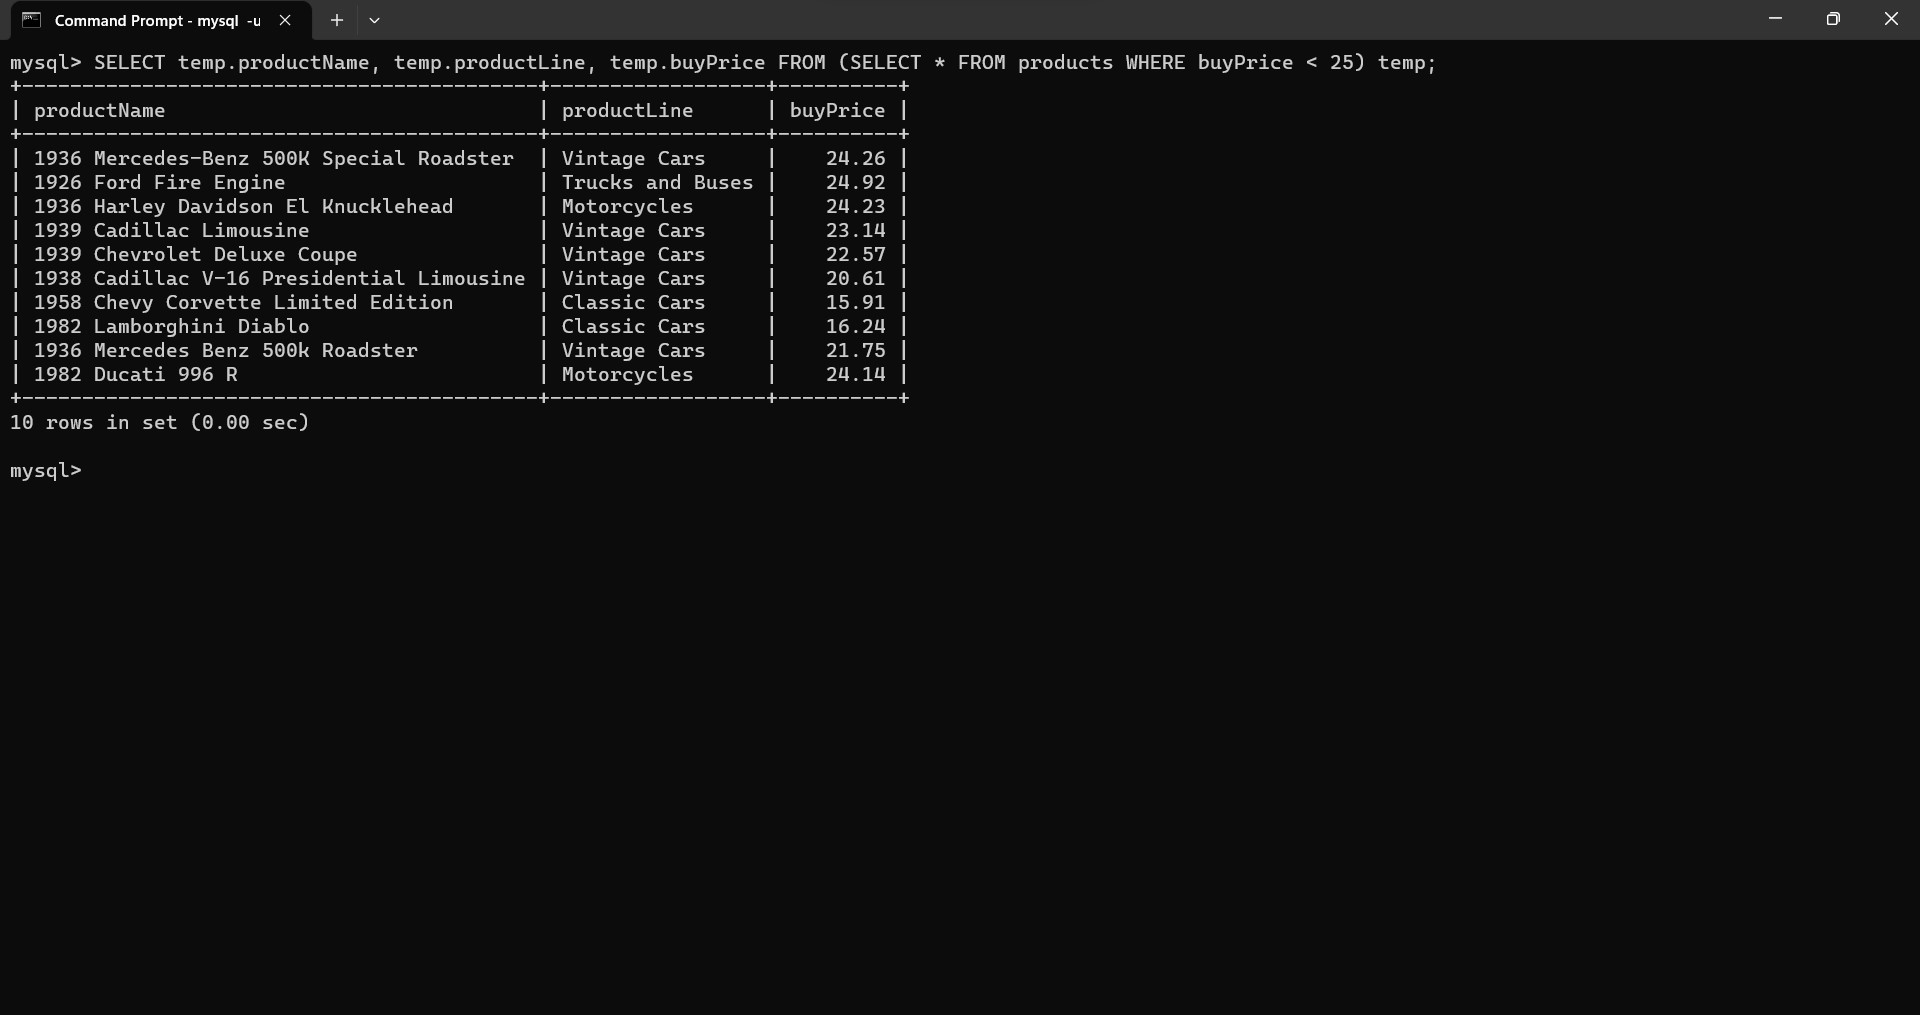 Command Prompt - mysql -u
mysql> SELECT temp.productName, temp.productLine, temp.buyPrice FROM (SELECT * FROM products WHERE buyPrice < 25) temp;
+-------------------------------------------+------------------+----------+
| productName                               | productLine      | buyPrice |
+-------------------------------------------+------------------+----------+
| 1936 Mercedes-Benz 500K Special Roadster  | Vintage Cars     |    24.26 |
| 1926 Ford Fire Engine                     | Trucks and Buses |    24.92 |
| 1936 Harley Davidson El Knucklehead       | Motorcycles      |    24.23 |
| 1939 Cadillac Limousine                   | Vintage Cars     |    23.14 |
| 1939 Chevrolet Deluxe Coupe               | Vintage Cars     |    22.57 |
| 1938 Cadillac V-16 Presidential Limousine | Vintage Cars     |    20.61 |
| 1958 Chevy Corvette Limited Edition       | Classic Cars     |    15.91 |
| 1982 Lamborghini Diablo                   | Classic Cars     |    16.24 |
| 1936 Mercedes Benz 500k Roadster          | Vintage Cars     |    21.75 |
| 1982 Ducati 996 R                         | Motorcycles      |    24.14 |
+-------------------------------------------+------------------+----------+
10 rows in set (0.00 sec)
mysql>